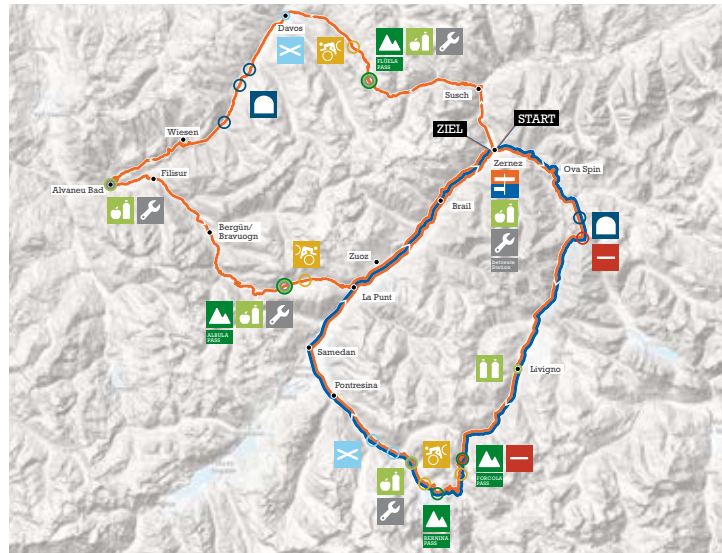 Davos
FLÜELA
PASS
Susch
ZIEL
START
Wiesen
Zernez
Ova Spin
Filisur
Alvaneu Bad
Brail
Bergün/
Bravuogn
Zuoz
La Punt
ALBULA
PASS
Samedan
Livigno
Pontresina
FORCOLA
PASS
BERNINA
PASS